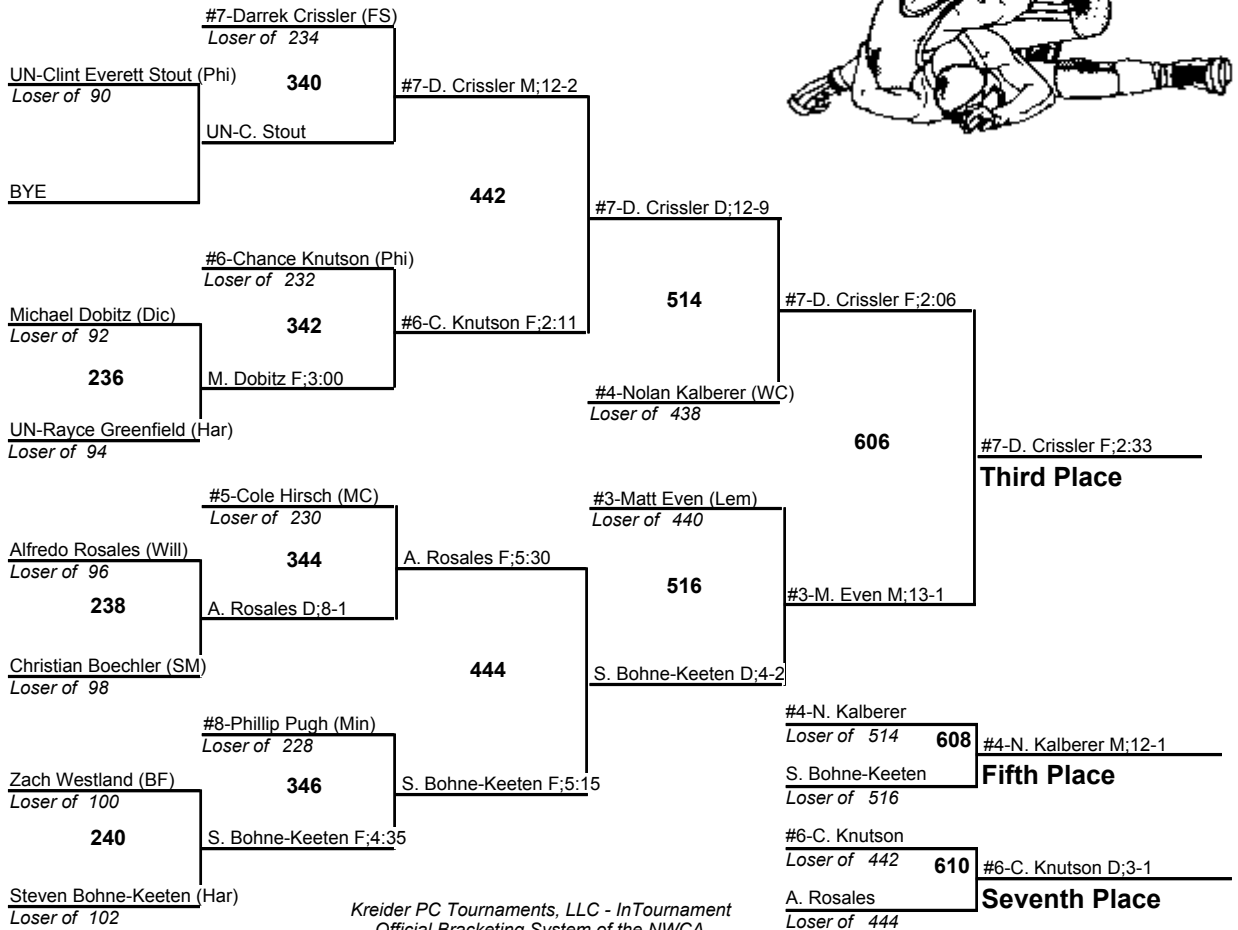 #7-Darrek Crissler (FS)
Loser of 234
UN-Clint Everett Stout (Phi)
Loser of 90
340
#7-D. Crissler M;12-2
UN-C. Stout
BYE
442
#7-D. Crissler D;12-9
#6-Chance Knutson (Phi)
Loser of 232
514
#7-D. Crissler F;2:06
Michael Dobitz (Dic)
Loser of 92
342
#6-C. Knutson F;2:11
236
M. Dobitz F;3:00
#4-Nolan Kalberer (WC)
Loser of 438
UN-Rayce Greenfield (Har)
Loser of 94
606
#7-D. Crissler F;2:33
Third Place
#5-Cole Hirsch (MC)
Loser of 230
#3-Matt Even (Lem)
Loser of 440
Alfredo Rosales (Will)
Loser of 96
344
A. Rosales F;5:30
516
#3-M. Even M;13-1
238
A. Rosales D;8-1
Christian Boechler (SM)
Loser of 98
444
S. Bohne-Keeten D;4-2
#8-Phillip Pugh (Min)
Loser of 228
#4-N. Kalberer
Loser of 514
608
#4-N. Kalberer M;12-1
Fifth Place
Zach Westland (BF)
Loser of 100
346
S. Bohne-Keeten F;5:15
S. Bohne-Keeten
Loser of 516
240
S. Bohne-Keeten F;4:35
#6-C. Knutson
Loser of 442
610
#6-C. Knutson D;3-1
Seventh Place
Steven Bohne-Keeten (Har)
Loser of 102
A. Rosales
Loser of 444
Kreider PC Tournaments, LLC - InTournament
Official Bracketing System of the NWCA